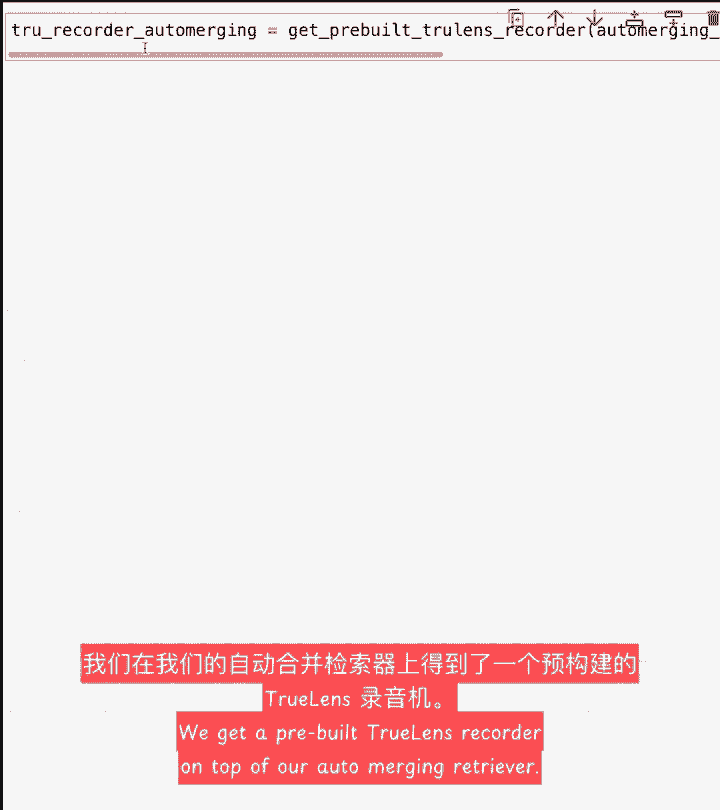 tru_recorder_automerging = get_prebuilt_trulens_recorder(automerging_
我们在我们的自动合并检索器上得到了一个预构建的
TrueLens 录音机。
We get a pre-built TrueLens recorder
on top of our auto merging retriever.